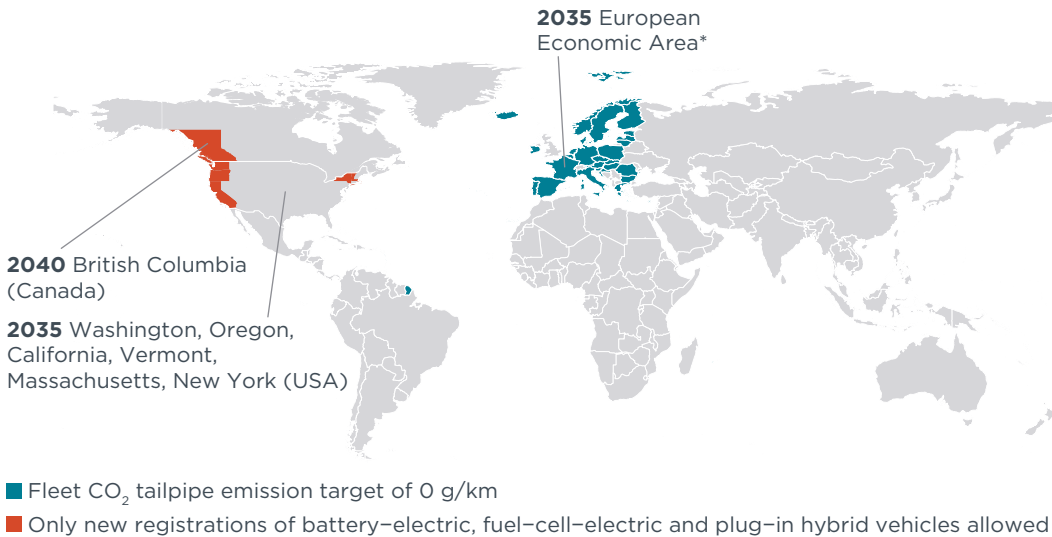 2035 European
Economic Area*
2040 British Columbia
(Canada)
2035 Washington, Oregon,
California, Vermont,
Massachusetts, New York (USA)
Fleet CO₂ tailpipe emission target of 0 g/km
Only new registrations of battery–electric, fuel–cell–electric and plug–in hybrid vehicles allowed